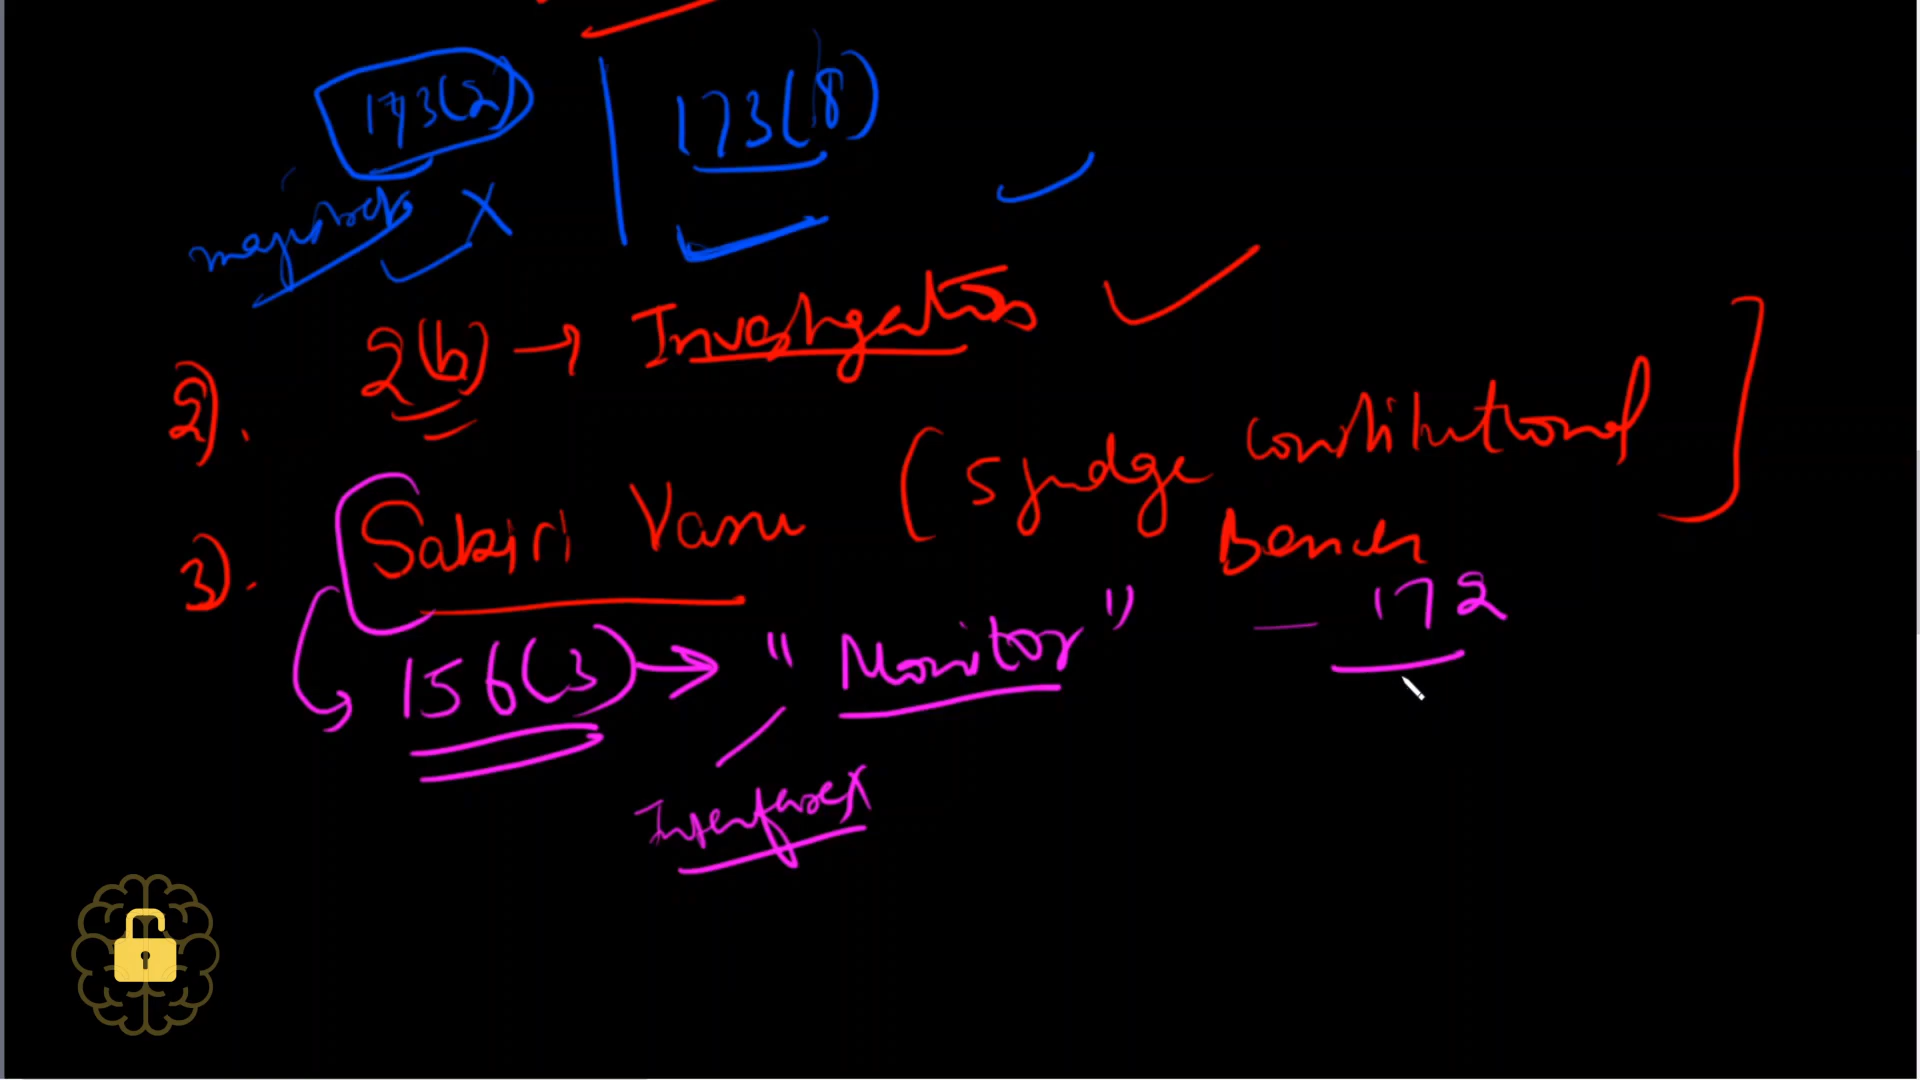 173(2) | 173(8)
magistrate X
2). 2(h) → Investigation
3). Sakiri Vasu (5 judge constitutional
Bench ]
156(3) → "Monitor" — 172
Interfere X